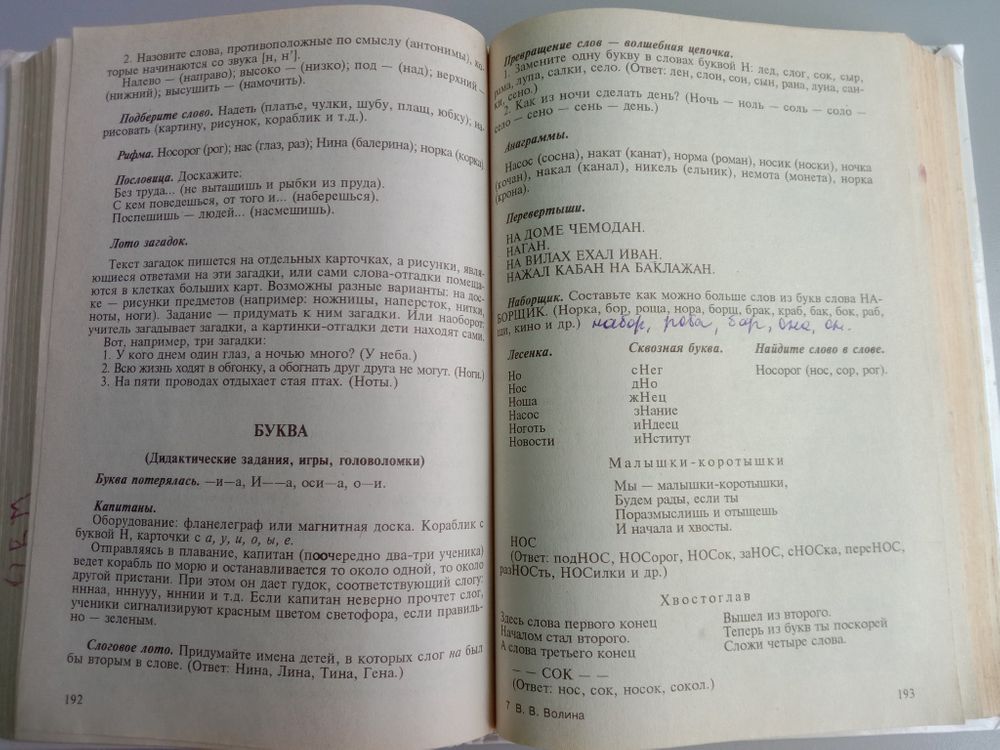 2. Назовите слова, противоположные по смыслу (антонимы), ко-
торые начинаются со звука [н, н’].
Налево — (направо); высоко — (низко); под — (над); верхний —
(нижний); высушить — (намочить).
Подберите слово. Надеть (платье, чулки, шубу, плащ, юбку); на-
рисовать (картину, рисунок, кораблик и т.д.).
Рифма. Носорог (рог); нас (глаз, раз); Нина (балерина); норка (корка)
Пословица. Доскажите:
Без труда... (не вытащишь и рыбки из пруда).
С кем поведешься, от того и... (наберешься).
Поспешишь — людей... (насмешишь).
Лото загадок.
Текст загадок пишется на отдельных карточках, а рисунки, явля-
ющиеся ответами на эти загадки, или сами слова-отгадки помеща-
ются в клетках больших карт. Возможны разные варианты: на дос-
ке — рисунки предметов (например: ножницы, наперсток, нитки,
ноты, ноги). Задание — придумать к ним загадки. Или наоборот:
учитель загадывает загадки, а картинки-отгадки дети находят сами.
Вот, например, три загадки:
1. У кого днем один глаз, а ночью много? (У неба.)
2. Всю жизнь ходят в обгонку, а обогнать друг друга не могут. (Ноги.)
3. На пяти проводах отдыхает стая птах. (Ноты.)
БУКВА
(Дидактические задания, игры, головоломки)
Буква потерялась. —и—а, И— —а, оси—а, о—и.
Капитаны.
Оборудование: фланелеграф или магнитная доска. Кораблик с
буквой Н, карточки с а, у, и, о, ы, е.
Отправляясь в плавание, капитан (поочередно два-три ученика)
ведет корабль по морю и останавливается то около одной, то около
другой пристани. При этом он дает гудок, соответствующий слогу:
нннаа, нннууу, нннии и т.д. Если капитан неверно прочтет слог,
ученики сигнализируют красным цветом светофора, если правиль-
но — зеленым.
Слоговое лото. Придумайте имена детей, в которых слог на был
бы вторым в слове. (Ответ: Нина, Лина, Тина, Гена.)
192
Превращение слов — волшебная цепочка.
1. Замените одну букву в словах буквой Н: лед, слог, сок, сыр,
рама, лупа, салки, село. (Ответ: лен, слон, сон, сын, рана, луна, сан-
ки, сено.)
2. Как из ночи сделать день? (Ночь — ноль — соль — соло —
село — сено — сень — день.)
Анаграммы.
Насос (сосна), накат (канат), норма (роман), носик (носки), ночка
(кочан), накал (канал), никель (ельник), немота (монета), норка
(крона).
Перевертыши.
НА ДОМЕ ЧЕМОДАН.
НАГАН.
НА ВИЛАХ ЕХАЛ ИВАН.
НАЖАЛ КАБАН НА БАКЛАЖАН.
Наборщик. Составьте как можно больше слов из букв слова НА-
БОРЩИК. (Норка, бор, роща, нора, борщ, брак, краб, бак, бок, раб,
щи, кино и др.) набор, рова, бар, она, он.
Лесенка. Сквозная буква. Найдите слово в слове.
Но сНег Носорог (нос, сор, рог).
Нос дНо
Ноша жНец
Насос зНание
Ноготь иНдеец
Новости иНститут
Малышки-коротышки
Мы — малышки-коротышки,
Будем рады, если ты
Поразмыслишь и отыщешь
И начала и хвосты.
НОС
(Ответ: подНОС, НОСорог, НОСок, заНОС, сНОСка, переНОС,
разНОСть, НОСилки и др.)
Хвостоглав
Здесь слова первого конец Вышел из второго.
Началом стал второго. Теперь из букв ты поскорей
А слова третьего конец Сложи четыре слова.
— — СОК — —
(Ответ: нос, сок, носок, сокол.)
7 В. В. Волина
193